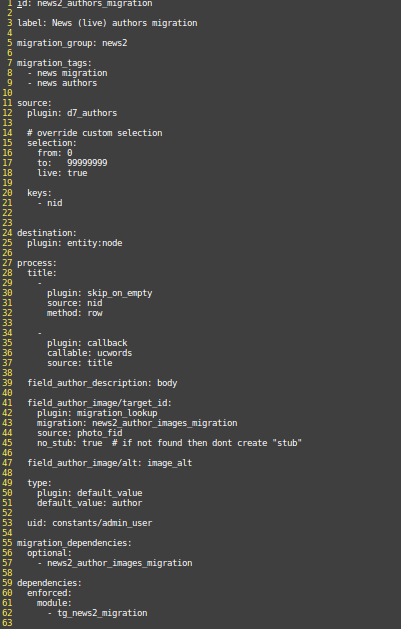 1 id: news2_authors_migration
2
3 label: News (live) authors migration
4
5 migration_group: news2
6
7 migration_tags:
8   - news migration
9   - news authors
10
11 source:
12   plugin: d7_authors
13
14   # override custom selection
15   selection:
16     from: 0
17     to:   99999999
18     live: true
19
20   keys:
21     - nid
22
23
24 destination:
25   plugin: entity:node
26
27 process:
28   title:
29     -
30       plugin: skip_on_empty
31       source: nid
32       method: row
33
34     -
35       plugin: callback
36       callable: ucwords
37       source: title
38
39   field_author_description: body
40
41   field_author_image/target_id:
42     plugin: migration_lookup
43     migration: news2_author_images_migration
44     source: photo_fid
45     no_stub: true  # if not found then dont create "stub"
46
47   field_author_image/alt: image_alt
48
49   type:
50     plugin: default_value
51     default_value: author
52
53   uid: constants/admin_user
54
55 migration_dependencies:
56   optional:
57     - news2_author_images_migration
58
59 dependencies:
60   enforced:
61     module:
62       - tg_news2_migration
63